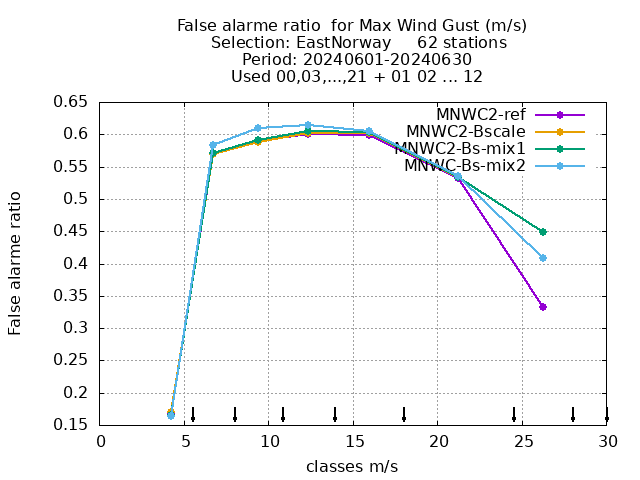 False alarme ratio  for Max Wind Gust (m/s)
Selection: EastNorway     62 stations
Period: 20240601-20240630
Used 00,03,...,21 + 01 02 ... 12
MNWC2-ref
MNWC2-Bscale
MNWC2-Bs-mix1
MNWC-Bs-mix2
False alarme ratio
0.65
0.6
0.55
0.5
0.45
0.4
0.35
0.3
0.25
0.2
0.15
0 5 10 15 20 25 30
classes m/s